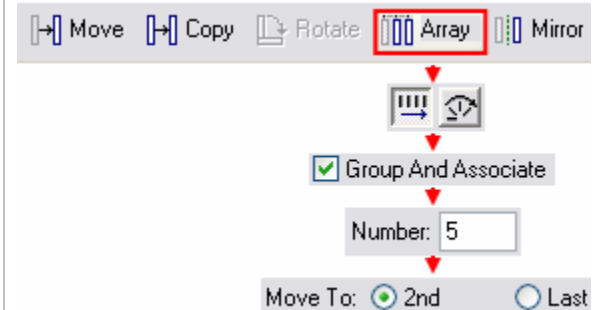 Move Copy Rotate Array Mirror
Group And Associate
Number: 5
Move To: 2nd Last